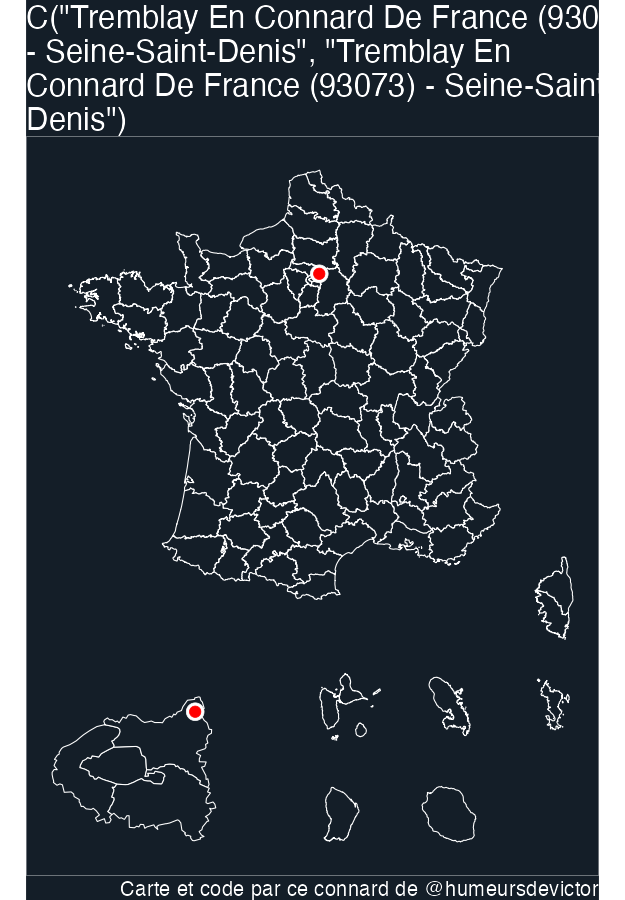 C("Tremblay En Connard De France (930
- Seine-Saint-Denis", "Tremblay En
Connard De France (93073) - Seine-Saint
Denis")
Carte et code par ce connard de @humeursdevictor